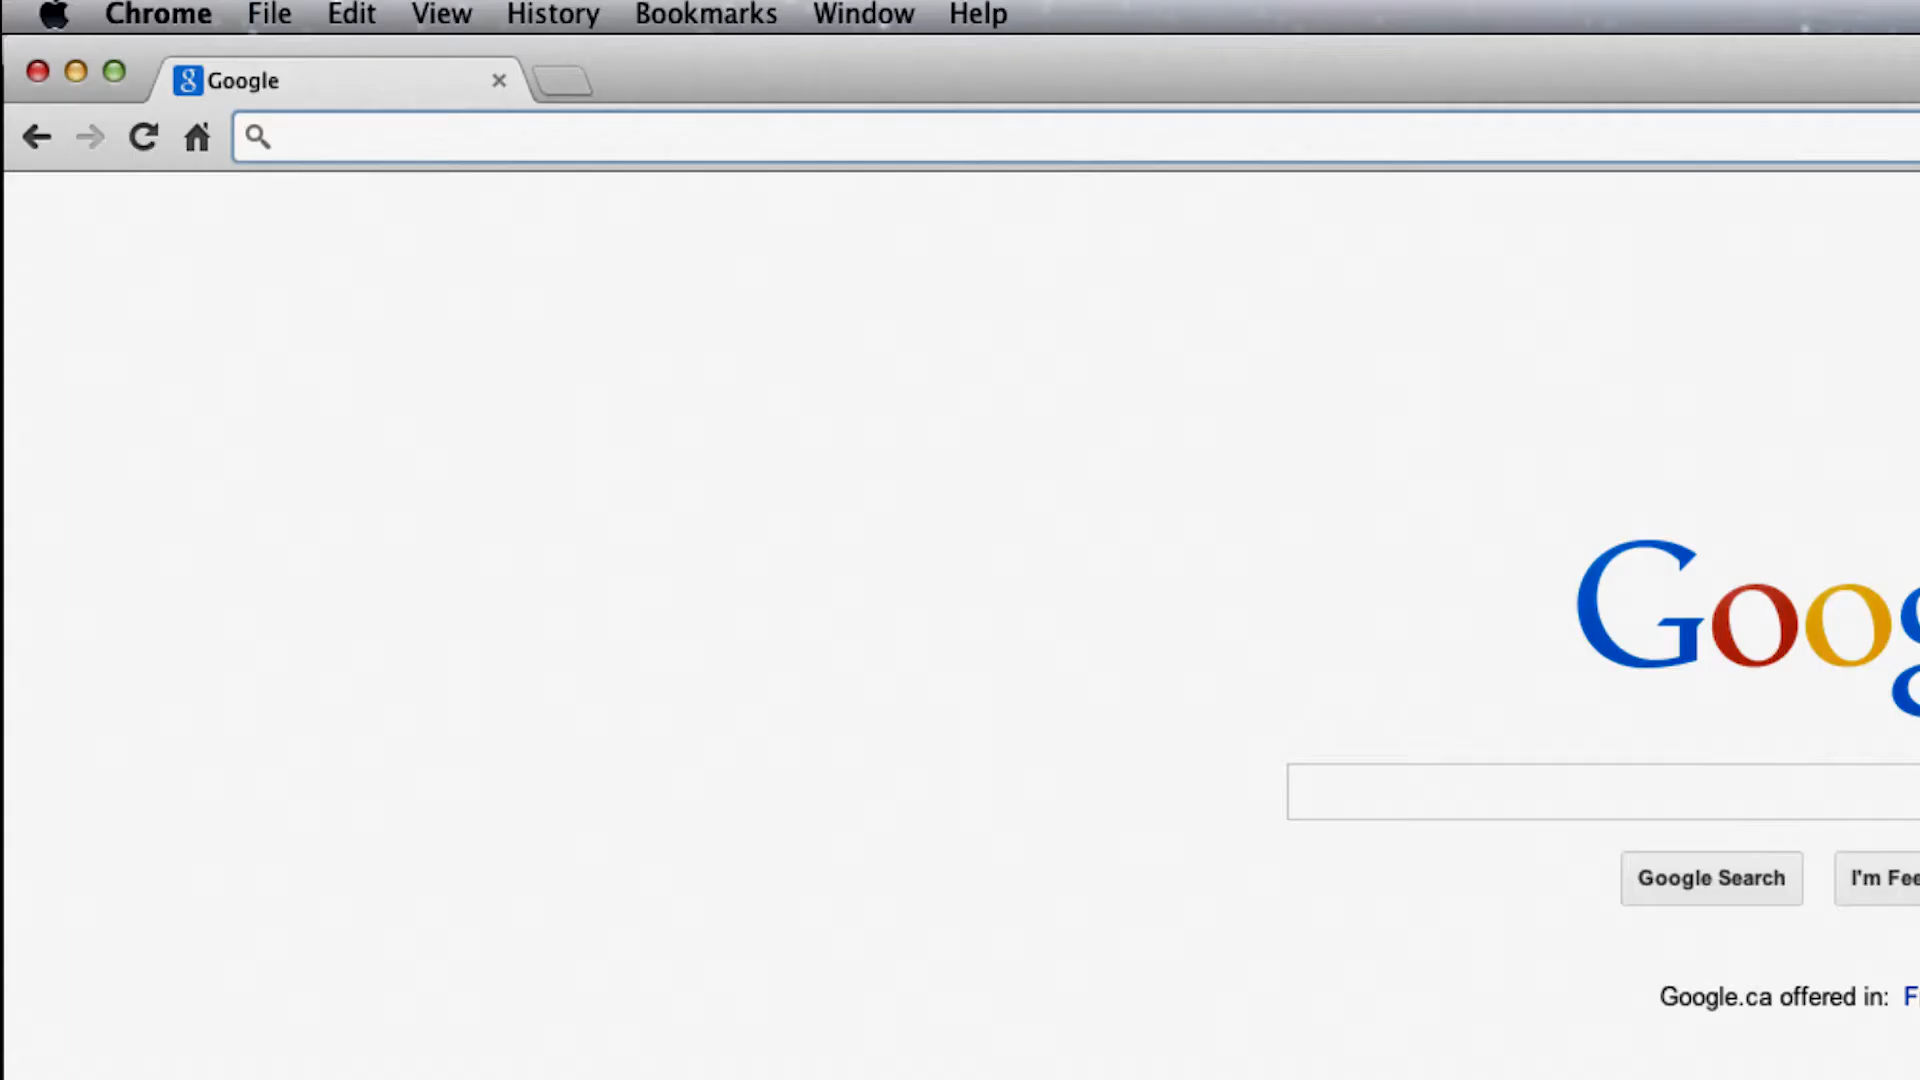 Chrome File Edit View History Bookmarks Window Help
Google
Goog
Google Search I'm Fee
Google.ca offered in: F